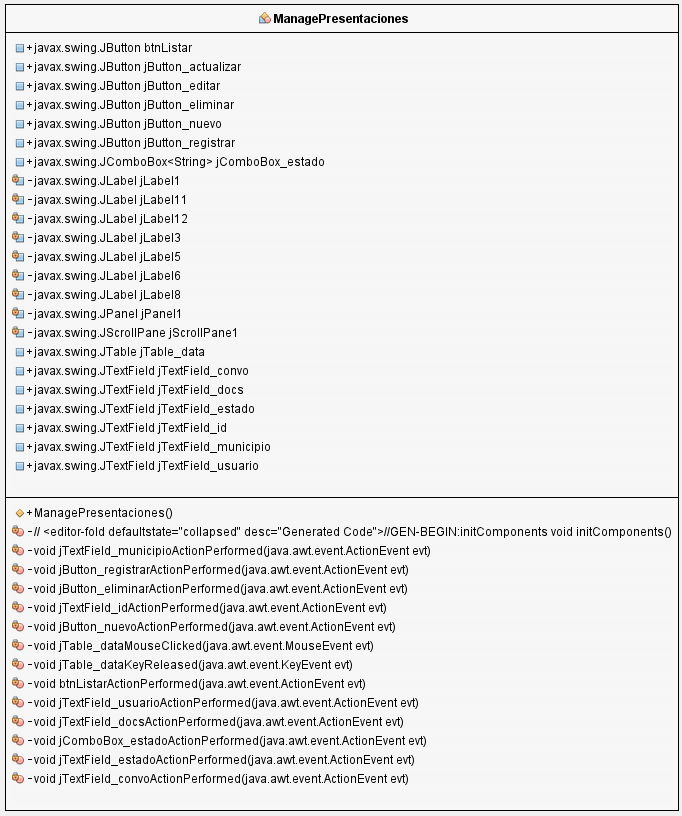 ManagePresentaciones
+javax.swing.JButton btnListar
+javax.swing.JButton jButton_actualizar
+javax.swing.JButton jButton_editar
+javax.swing.JButton jButton_eliminar
+javax.swing.JButton jButton_nuevo
+javax.swing.JButton jButton_registrar
+javax.swing.JComboBox<String> jComboBox_estado
-javax.swing.JLabel jLabel1
-javax.swing.JLabel jLabel11
-javax.swing.JLabel jLabel12
-javax.swing.JLabel jLabel3
-javax.swing.JLabel jLabel5
-javax.swing.JLabel jLabel6
-javax.swing.JLabel jLabel8
-javax.swing.JPanel jPanel1
-javax.swing.JScrollPane jScrollPane1
+javax.swing.JTable jTable_data
+javax.swing.JTextField jTextField_convo
+javax.swing.JTextField jTextField_docs
+javax.swing.JTextField jTextField_estado
+javax.swing.JTextField jTextField_id
+javax.swing.JTextField jTextField_municipio
+javax.swing.JTextField jTextField_usuario
+ManagePresentaciones()
-// <editor-fold defaultstate="collapsed" desc="Generated Code">//GEN-BEGIN:initComponents void initComponents()
-void jTextField_municipioActionPerformed(java.awt.event.ActionEvent evt)
-void jButton_registrarActionPerformed(java.awt.event.ActionEvent evt)
-void jButton_eliminarActionPerformed(java.awt.event.ActionEvent evt)
-void jTextField_idActionPerformed(java.awt.event.ActionEvent evt)
-void jButton_nuevoActionPerformed(java.awt.event.ActionEvent evt)
-void jTable_dataMouseClicked(java.awt.event.MouseEvent evt)
-void jTable_dataKeyReleased(java.awt.event.KeyEvent evt)
-void btnListarActionPerformed(java.awt.event.ActionEvent evt)
-void jTextField_usuarioActionPerformed(java.awt.event.ActionEvent evt)
-void jTextField_docsActionPerformed(java.awt.event.ActionEvent evt)
-void jComboBox_estadoActionPerformed(java.awt.event.ActionEvent evt)
-void jTextField_estadoActionPerformed(java.awt.event.ActionEvent evt)
-void jTextField_convoActionPerformed(java.awt.event.ActionEvent evt)